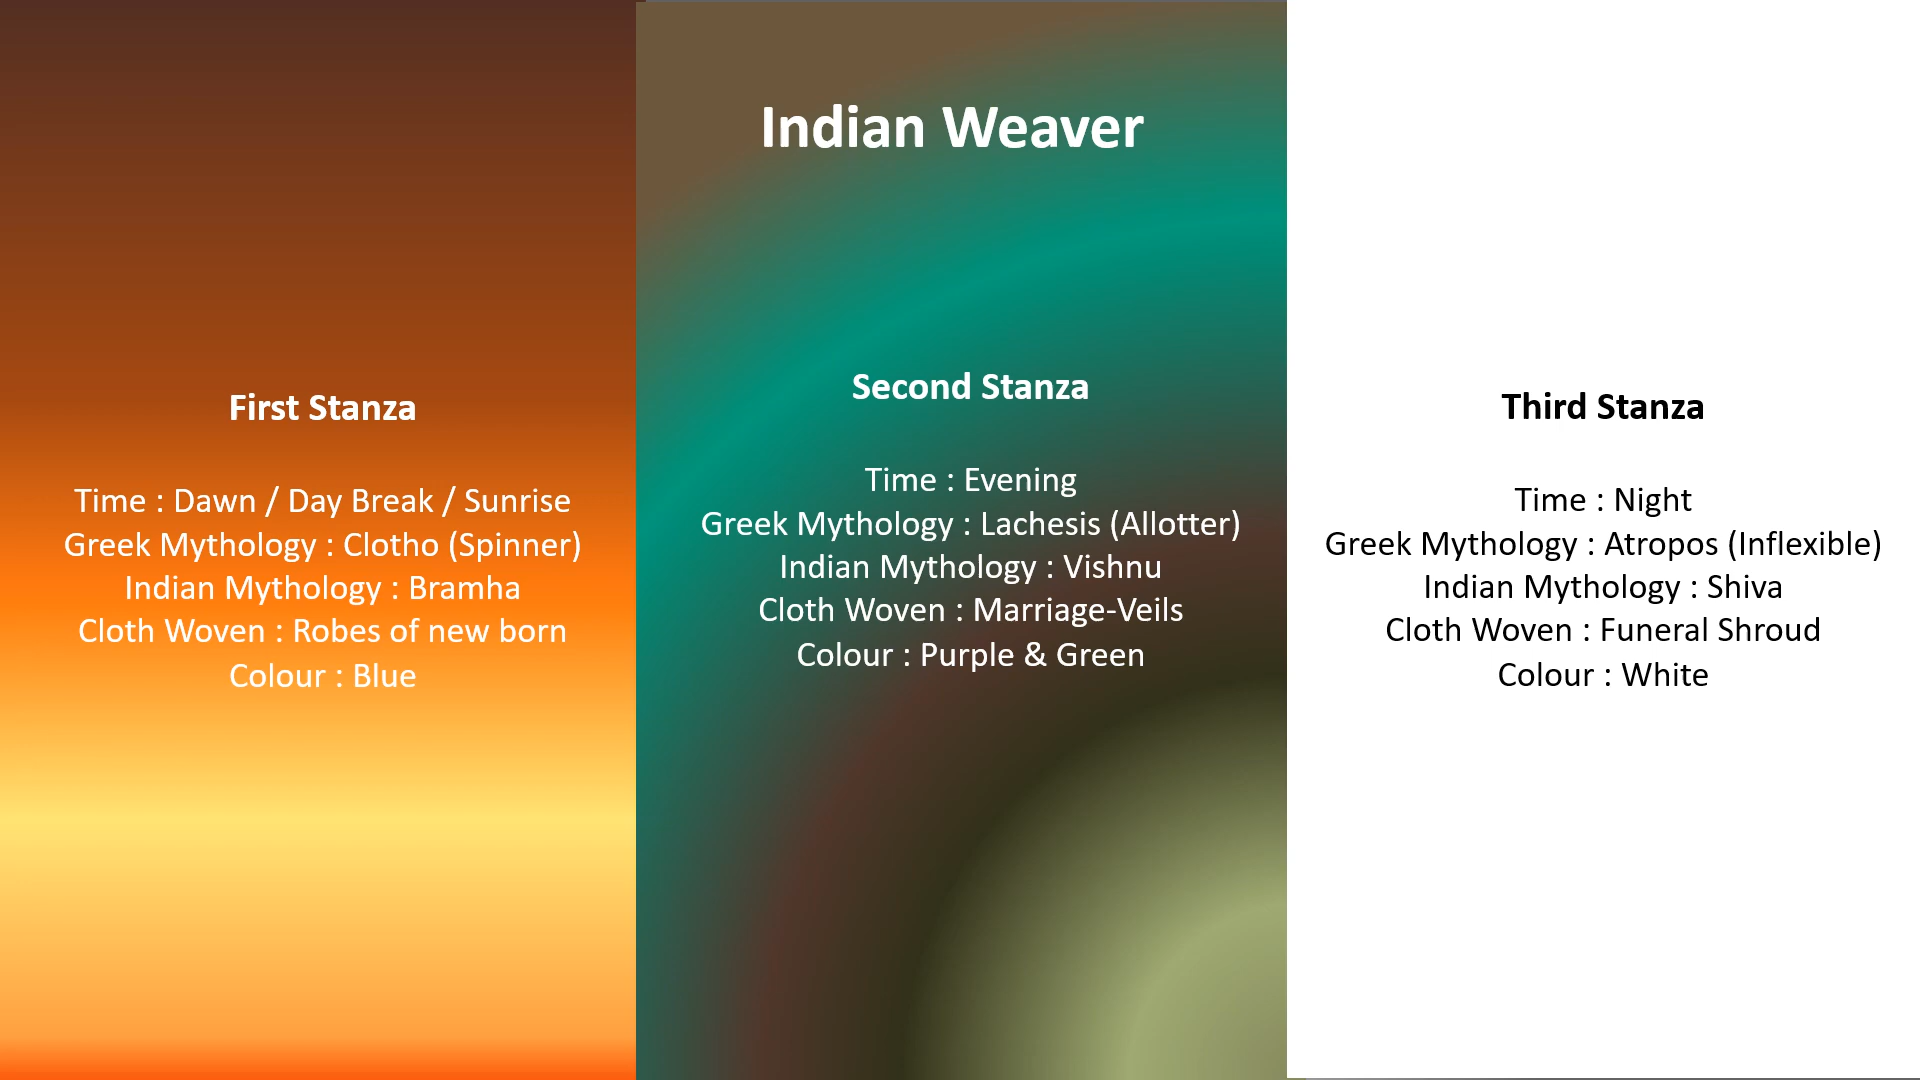 Indian Weaver
First Stanza
Time : Dawn / Day Break / Sunrise
Greek Mythology : Clotho (Spinner)
Indian Mythology : Bramha
Cloth Woven : Robes of new born
Colour : Blue
Second Stanza
Time : Evening
Greek Mythology : Lachesis (Allotter)
Indian Mythology : Vishnu
Cloth Woven : Marriage-Veils
Colour : Purple & Green
Third Stanza
Time : Night
Greek Mythology : Atropos (Inflexible)
Indian Mythology : Shiva
Cloth Woven : Funeral Shroud
Colour : White